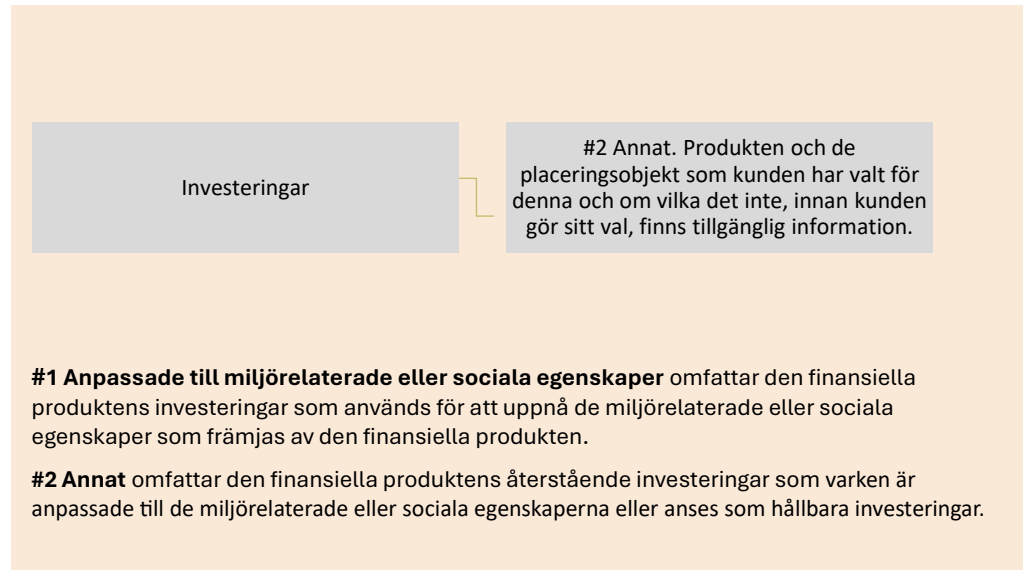 Investeringar
#2 Annat. Produkten och de
placeringsobjekt som kunden har valt för
denna och om vilka det inte, innan kunden
gör sitt val, finns tillgänglig information.
#1 Anpassade till miljörelaterade eller sociala egenskaper omfattar den finansiella
produktens investeringar som används för att uppnå de miljörelaterade eller sociala
egenskaper som främjas av den finansiella produkten.
#2 Annat omfattar den finansiella produktens återstående investeringar som varken är
anpassade till de miljörelaterade eller sociala egenskaperna eller anses som hållbara investeringar.